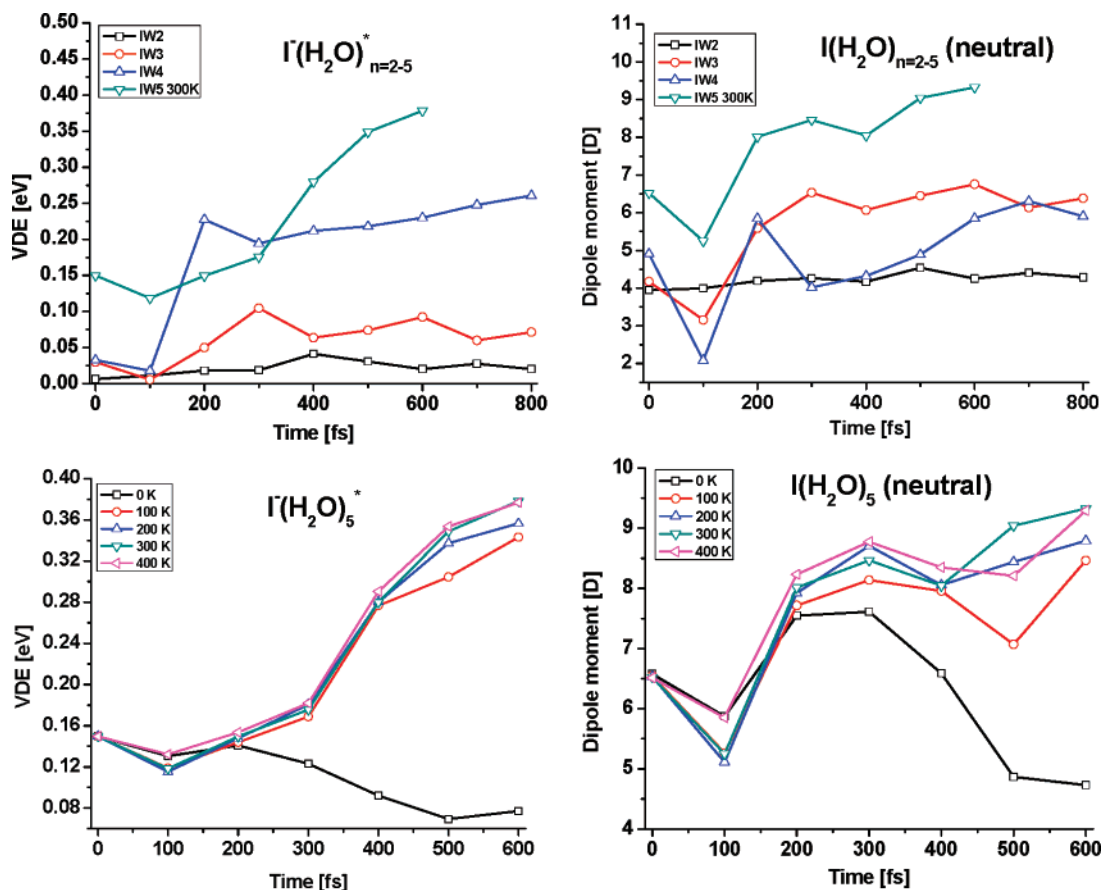 I⁻(H₂O)*ₙ₌₂₋₅
IW2
IW3
IW4
IW5 300K
0.50
0.45
0.40
0.35
0.30
0.25
0.20
0.15
0.10
0.05
0.00
VDE [eV]
0 200 400 600 800
Time [fs]
I(H₂O)ₙ₌₂₋₅ (neutral)
IW2
IW3
IW4
IW5 300K
11
10
9
8
7
6
5
4
3
2
Dipole moment [D]
0 100 200 300 400 500 600 700 800
Time [fs]
I⁻(H₂O)₅*
0 K
100 K
200 K
300 K
400 K
0.40
0.36
0.32
0.28
0.24
0.20
0.16
0.12
0.08
VDE [eV]
0 100 200 300 400 500 600
Time [fs]
I(H₂O)₅ (neutral)
0 K
100 K
200 K
300 K
400 K
10
9
8
7
6
5
4
Dipole moment [D]
0 100 200 300 400 500 600
Time [fs]